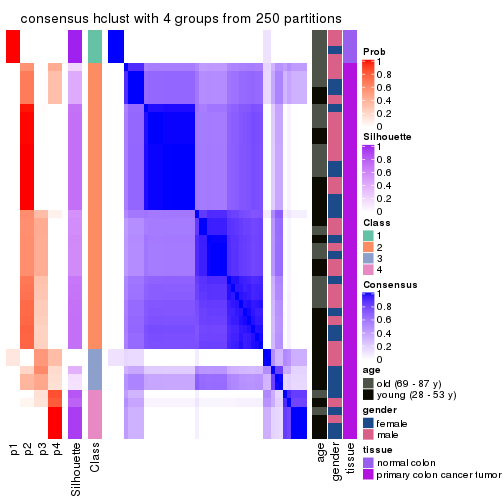 consensus hclust with 4 groups from 250 partitions
Prob
1
0.8
0.6
0.4
0.2
0
Silhouette
1
0.8
0.6
0.4
0.2
0
Class
1
2
3
4
Consensus
1
0.8
0.6
0.4
0.2
0
age
old (69 - 87 y)
young (28 - 53 y)
gender
female
male
tissue
normal colon
primary colon cancer tumor
p1
p2
p3
p4
Silhouette
Class
age
gender
tissue